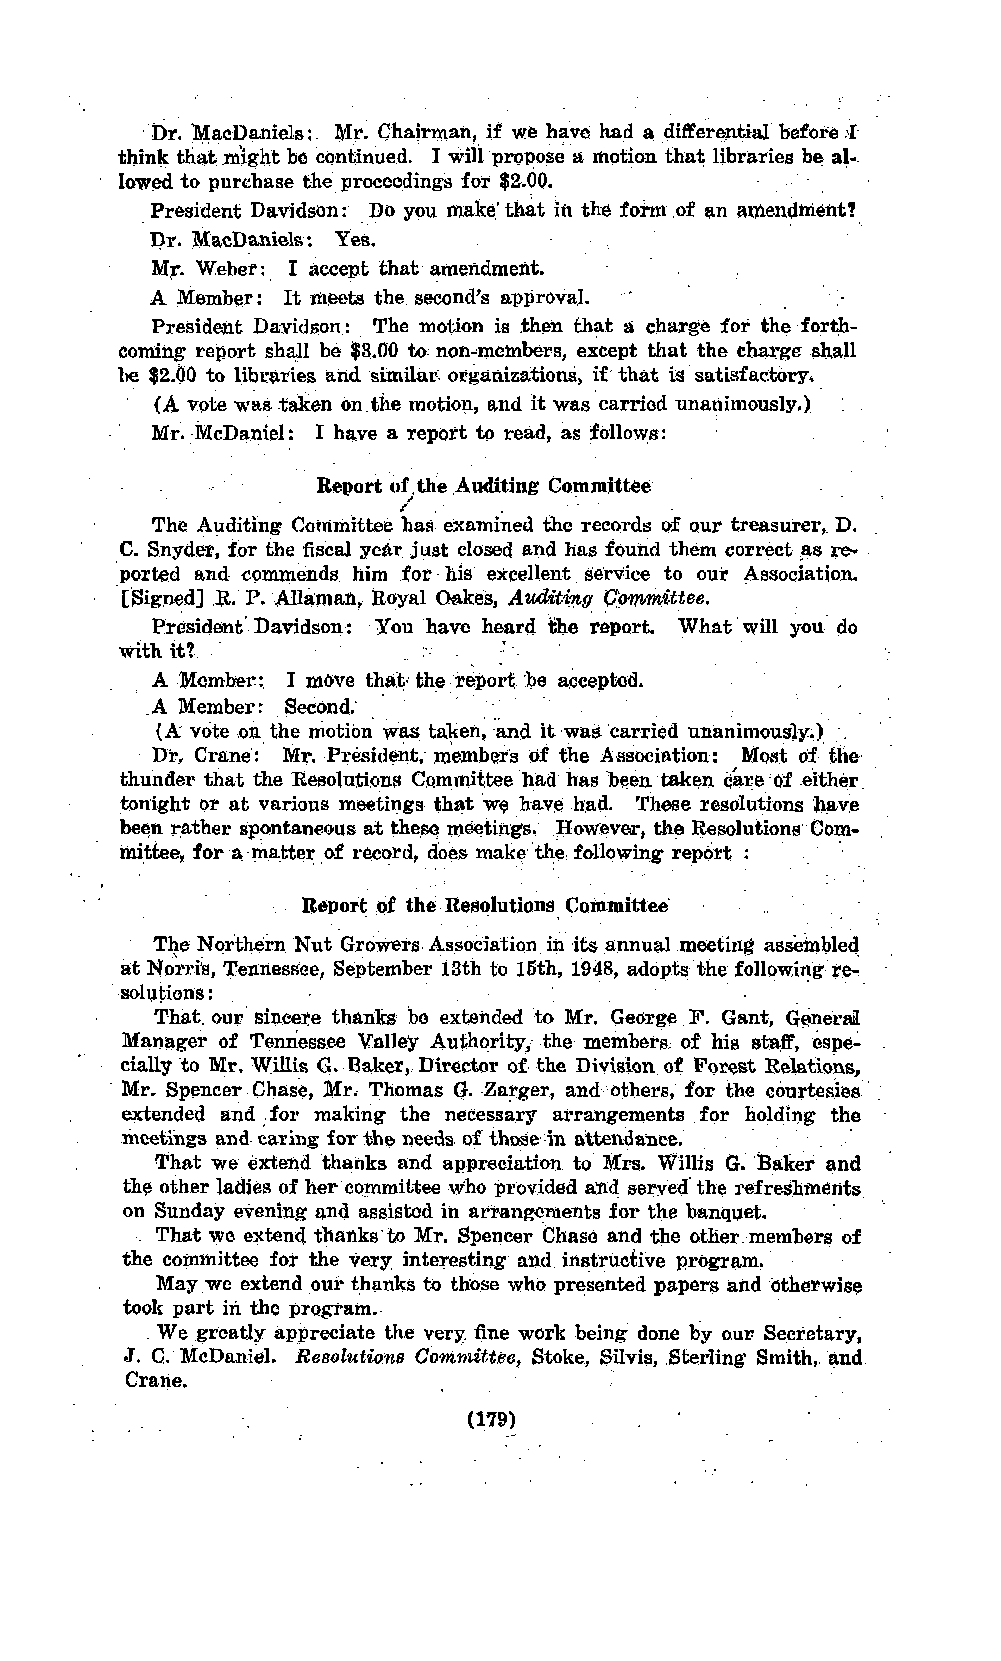 Dr. MacDaniels: Mr. Chairman, if we have had a differential before I
think that might be continued. I will propose a motion that libraries be al-
lowed to purchase the proceedings for $2.00.
President Davidson: Do you make that in the form of an amendment?
Dr. MacDaniels: Yes.
Mr. Weber: I accept that amendment.
A Member: It meets the second's approval.
President Davidson: The motion is then that a charge for the forth-
coming report shall be $3.00 to non-members, except that the charge shall
be $2.00 to libraries and similar organizations, if that is satisfactory.
(A vote was taken on the motion, and it was carried unanimously.)
Mr. McDaniel: I have a report to read, as follows:
Report of the Auditing Committee
The Auditing Committee has examined the records of our treasurer, D.
C. Snyder, for the fiscal year just closed and has found them correct as re-
ported and commends him for his excellent service to our Association.
[Signed] R. P. Allaman, Royal Oakes, Auditing Committee.
President Davidson: You have heard the report. What will you do
with it?
A Member: I move that the report be accepted.
A Member: Second.
(A vote on the motion was taken, and it was carried unanimously.)
Dr. Crane: Mr. President, members of the Association: Most of the
thunder that the Resolutions Committee had has been taken care of either
tonight or at various meetings that we have had. These resolutions have
been rather spontaneous at these meetings. However, the Resolutions Com-
mittee, for a matter of record, does make the following report :
Report of the Resolutions Committee
The Northern Nut Growers Association in its annual meeting assembled
at Norris, Tennessee, September 13th to 15th, 1948, adopts the following re-
solutions:
That our sincere thanks be extended to Mr. George F. Gant, General
Manager of Tennessee Valley Authority, the members of his staff, espe-
cially to Mr. Willis G. Baker, Director of the Division of Forest Relations,
Mr. Spencer Chase, Mr. Thomas G. Zarger, and others, for the courtesies
extended and for making the necessary arrangements for holding the
meetings and caring for the needs of those in attendance.
That we extend thanks and appreciation to Mrs. Willis G. Baker and
the other ladies of her committee who provided and served the refreshments
on Sunday evening and assisted in arrangements for the banquet.
That we extend thanks to Mr. Spencer Chase and the other members of
the committee for the very interesting and instructive program.
May we extend our thanks to those who presented papers and otherwise
took part in the program.
We greatly appreciate the very fine work being done by our Secretary,
J. C. McDaniel. Resolutions Committee, Stoke, Silvis, Sterling Smith, and
Crane.
(179)